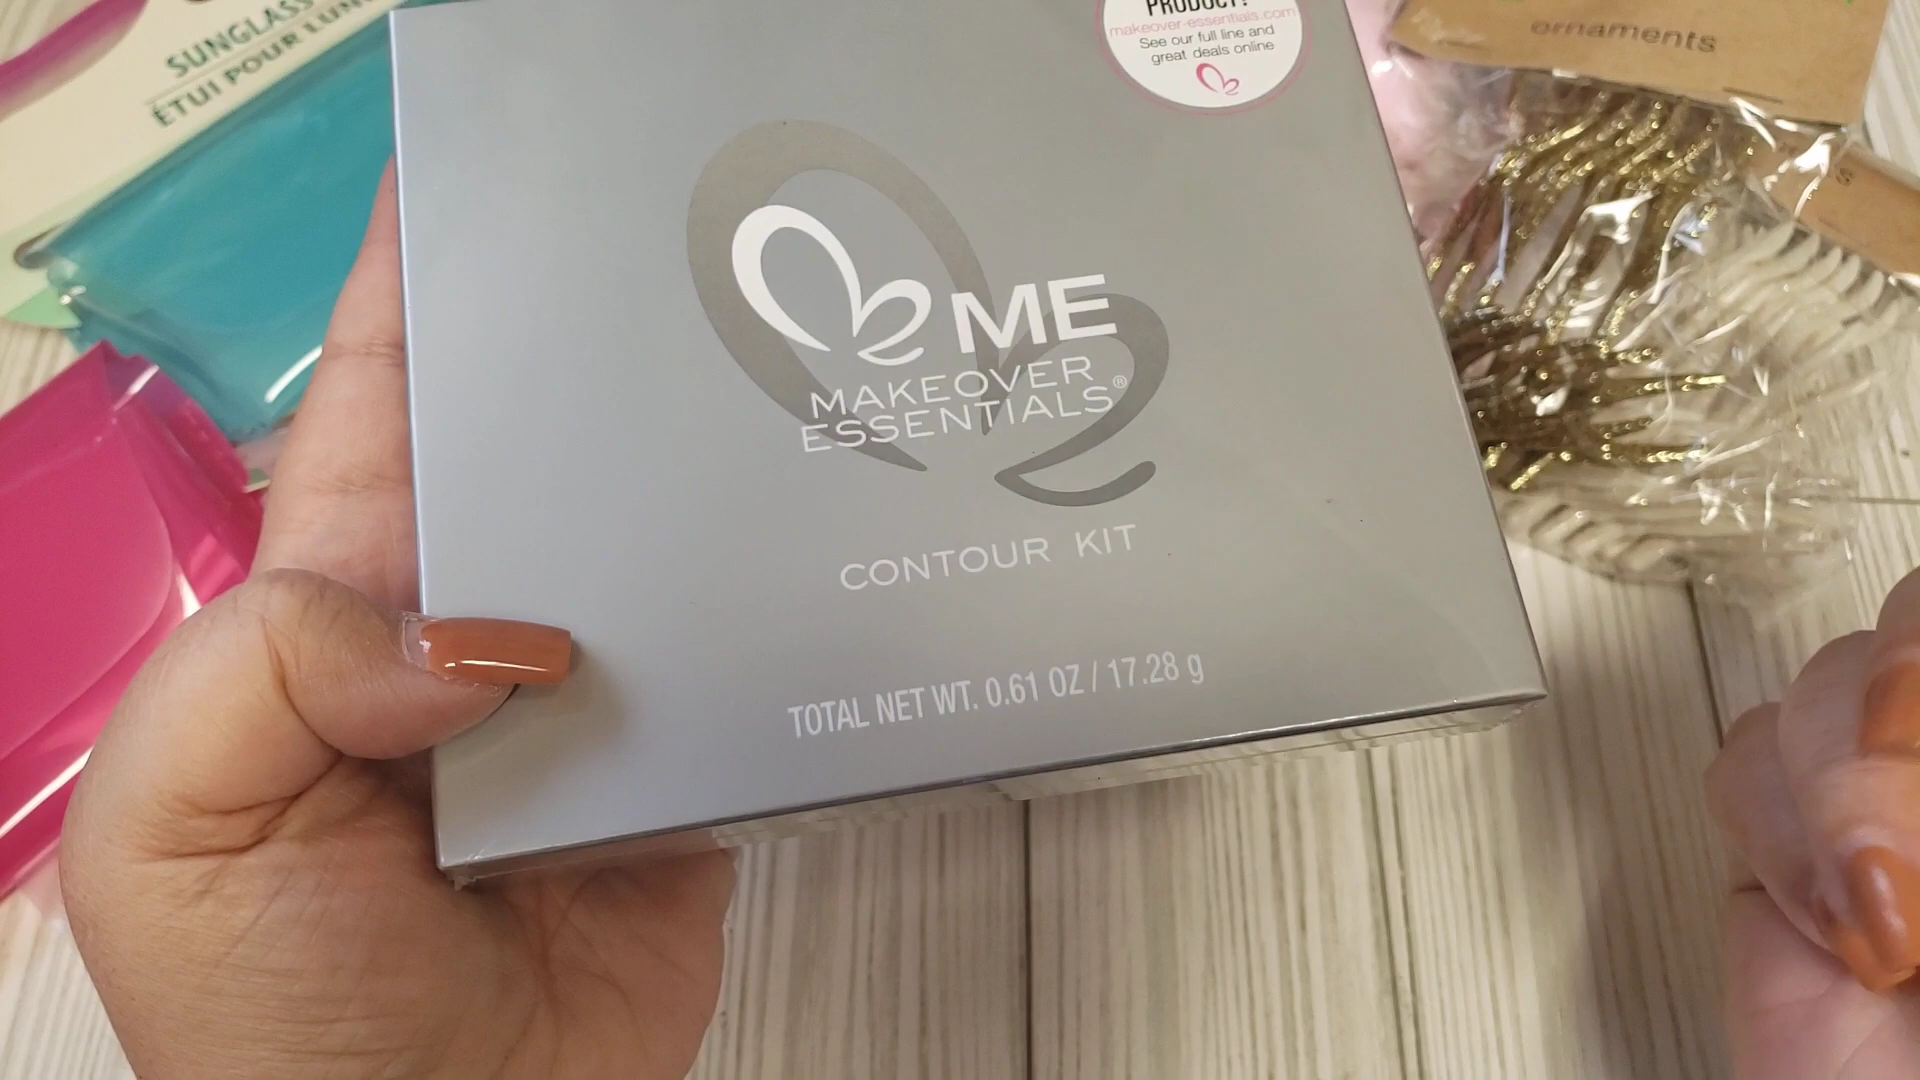 SUNGLASS
ÉTUI POUR LUN
PRODUCT?
makeover-essentials.com
See our full line and
great deals online
ornaments
ME
MAKEOVER
ESSENTIALS®
CONTOUR KIT
TOTAL NET WT. 0.61 OZ / 17.28 g